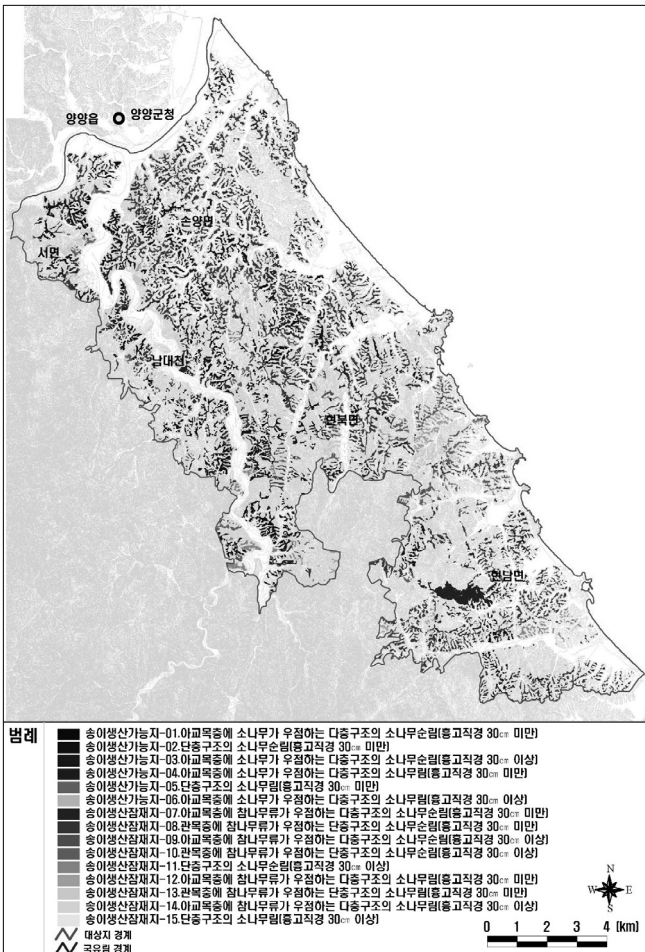 양양읍
양양군청
손양면
서면
남대천
현북면
현남면
범례
송이생산가능지-01.아교목층에 소나무가 우점하는 다층구조의 소나무순림(흉고직경 30㎝ 미만)
송이생산가능지-02.단층구조의 소나무순림(흉고직경 30㎝ 미만)
송이생산가능지-03.아교목층에 소나무가 우점하는 다층구조의 소나무순림(흉고직경 30㎝ 이상)
송이생산가능지-04.아교목층에 소나무가 우점하는 다층구조의 소나무림(흉고직경 30㎝ 미만)
송이생산가능지-05.단층구조의 소나무림(흉고직경 30㎝ 미만)
송이생산가능지-06.아교목층에 소나무가 우점하는 다층구조의 소나무림(흉고직경 30㎝ 이상)
송이생산잠재지-07.아교목층에 참나무류가 우점하는 다층구조의 소나무순림(흉고직경 30㎝ 미만)
송이생산잠재지-08.관목층에 참나무류가 우점하는 단층구조의 소나무순림(흉고직경 30㎝ 미만)
송이생산잠재지-09.아교목층에 참나무류가 우점하는 다층구조의 소나무순림(흉고직경 30㎝ 이상)
송이생산잠재지-10.관목층에 참나무류가 우점하는 단층구조의 소나무순림(흉고직경 30㎝ 이상)
송이생산잠재지-11.단층구조의 소나무순림(흉고직경 30㎝ 이상)
송이생산잠재지-12.아교목층에 참나무류가 우점하는 다층구조의 소나무림(흉고직경 30㎝ 미만)
송이생산잠재지-13.관목층에 참나무류가 우점하는 단층구조의 소나무림(흉고직경 30㎝ 미만)
송이생산잠재지-14.아교목층에 참나무류가 우점하는 다층구조의 소나무림(흉고직경 30㎝ 이상)
송이생산잠재지-15.단층구조의 소나무림(흉고직경 30㎝ 이상)
대상지 경계
국유림 경계
N
W E
S
0 1 2 3 4 (km)